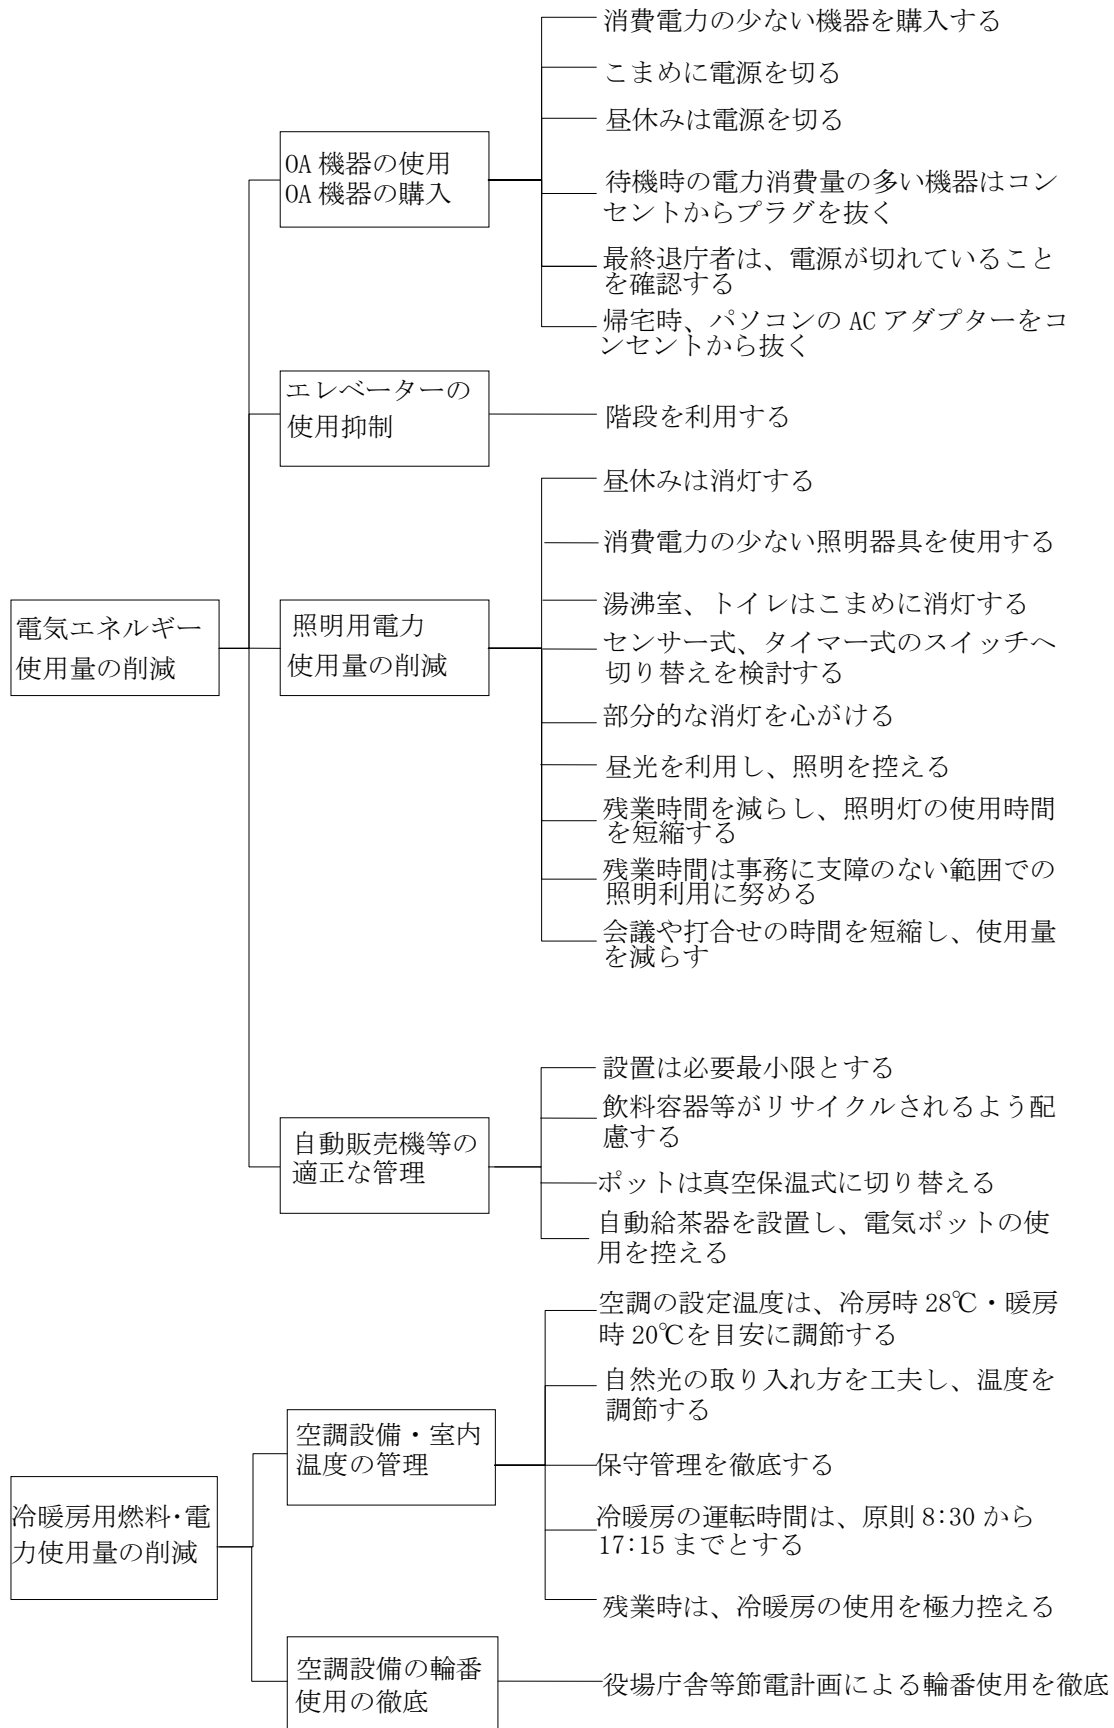 電気エネルギー
使用量の削減
OA 機器の使用
OA 機器の購入
消費電力の少ない機器を購入する
こまめに電源を切る
昼休みは電源を切る
待機時の電力消費量の多い機器はコン
セントからプラグを抜く
最終退庁者は、電源が切れていること
を確認する
帰宅時、パソコンの AC アダプターをコ
ンセントから抜く
エレベーターの
使用抑制
階段を利用する
照明用電力
使用量の削減
昼休みは消灯する
消費電力の少ない照明器具を使用する
湯沸室、トイレはこまめに消灯する
センサー式、タイマー式のスイッチへ
切り替えを検討する
部分的な消灯を心がける
昼光を利用し、照明を控える
残業時間を減らし、照明灯の使用時間
を短縮する
残業時間は事務に支障のない範囲での
照明利用に努める
会議や打合せの時間を短縮し、使用量
を減らす
自動販売機等の
適正な管理
設置は必要最小限とする
飲料容器等がリサイクルされるよう配
慮する
ポットは真空保温式に切り替える
自動給茶器を設置し、電気ポットの使
用を控える
冷暖房用燃料・電
力使用量の削減
空調設備・室内
温度の管理
空調の設定温度は、冷房時 28℃・暖房
時 20℃を目安に調節する
自然光の取り入れ方を工夫し、温度を
調節する
保守管理を徹底する
冷暖房の運転時間は、原則 8:30 から
17:15 までとする
残業時は、冷暖房の使用を極力控える
空調設備の輪番
使用の徹底
役場庁舎等節電計画による輪番使用を徹底